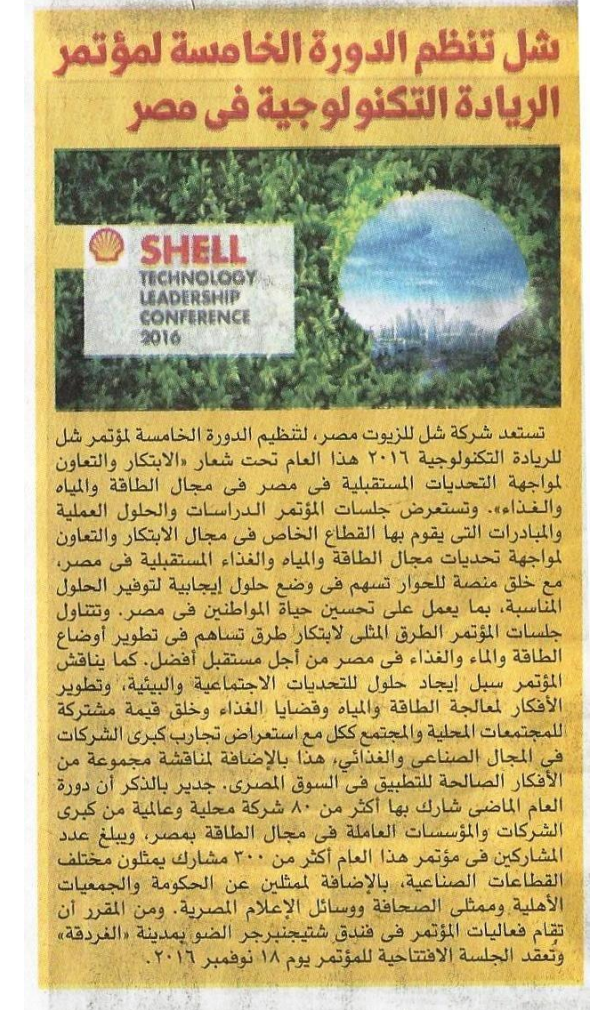 شل تنظم الدورة الخامسة لمؤتمر
الريادة التكنولوجية فى مصر
SHELL
TECHNOLOGY
LEADERSHIP
CONFERENCE
2016
تستعد شركة شل للزيوت مصر، لتنظيم الدورة الخامسة لمؤتمر شل
للريادة التكنولوجية ٢٠١٦ هذا العام تحت شعار «الابتكار والتعاون
لمواجهة التحديات المستقبلية فى مصر فى مجال الطاقة والمياه
والغذاء». وتستعرض جلسات المؤتمر الدراسات والحلول العملية
والمبادرات التى يقوم بها القطاع الخاص فى مجال الابتكار والتعاون
لمواجهة تحديات مجال الطاقة والمياه والغذاء المستقبلية فى مصر،
مع خلق منصة للحوار تسهم فى وضع حلول إيجابية لتوفير الحلول
المناسبة، بما يعمل على تحسين حياة المواطنين فى مصر. وتتناول
جلسات المؤتمر الطرق المثلى لابتكار طرق تساهم فى تطوير أوضاع
الطاقة والماء والغذاء فى مصر من أجل مستقبل أفضل. كما يناقش
المؤتمر سبل إيجاد حلول للتحديات الاجتماعية والبيئية، وتطوير
الأفكار لمعالجة الطاقة والمياه وقضايا الغذاء وخلق قيمة مشتركة
للمجتمعات المحلية والمجتمع ككل مع استعراض تجارب كبرى الشركات
فى المجال الصناعى والغذائي، هذا بالإضافة لمناقشة مجموعة من
الأفكار الصالحة للتطبيق فى السوق المصرى. جدير بالذكر أن دورة
العام الماضى شارك بها أكثر من ٨٠ شركة محلية وعالمية من كبرى
الشركات والمؤسسات العاملة فى مجال الطاقة بمصر، ويبلغ عدد
المشاركين فى مؤتمر هذا العام أكثر من ٣٠٠ مشارك يمثلون مختلف
القطاعات الصناعية، بالإضافة لممثلين عن الحكومة والجمعيات
الأهلية وممثلى الصحافة ووسائل الإعلام المصرية. ومن المقرر أن
تقام فعاليات المؤتمر فى فندق شتيجنبرجر الضو بمدينة «الغردقة»
وتُعقد الجلسة الافتتاحية للمؤتمر يوم ١٨ نوفمبر ٢٠١٦.